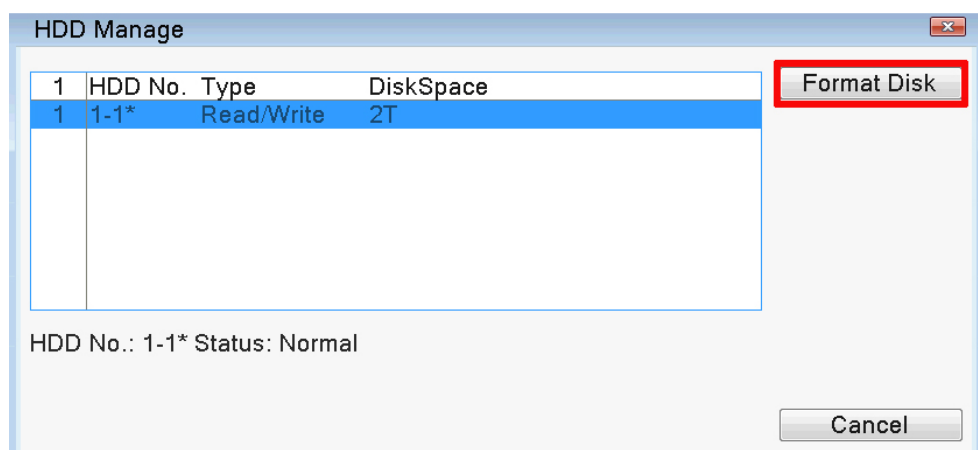 HDD Manage
1 HDD No. Type DiskSpace
1 1-1* Read/Write 2T
Format Disk
HDD No.: 1-1* Status: Normal
Cancel